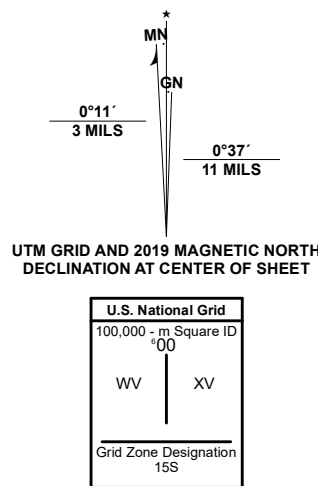 ★
MN
GN
0°11´
3 MILS
0°37´
11 MILS
UTM GRID AND 2019 MAGNETIC NORTH
DECLINATION AT CENTER OF SHEET
U.S. National Grid
100,000 - m Square ID
⁶00
WV XV
Grid Zone Designation
15S